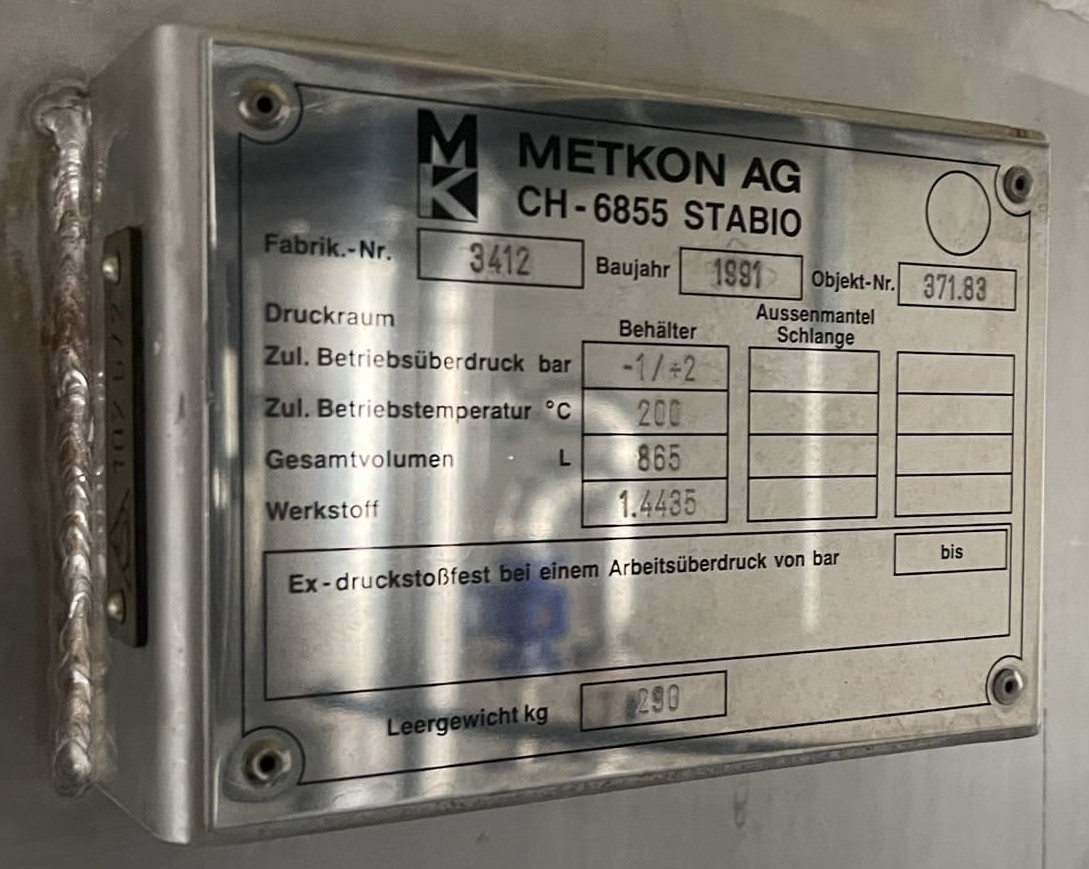 MK METKON AG
CH-6855 STABIO
Fabrik.-Nr. 3412 Baujahr 1991 Objekt-Nr. 371.83
Druckraum Behälter Aussenmantel Schlange
Zul. Betriebsüberdruck bar -1/÷2
Zul. Betriebstemperatur °C 200
Gesamtvolumen L 865
Werkstoff 1.4435
Ex-druckstoßfest bei einem Arbeitsüberdruck von bar bis
Leergewicht kg 290